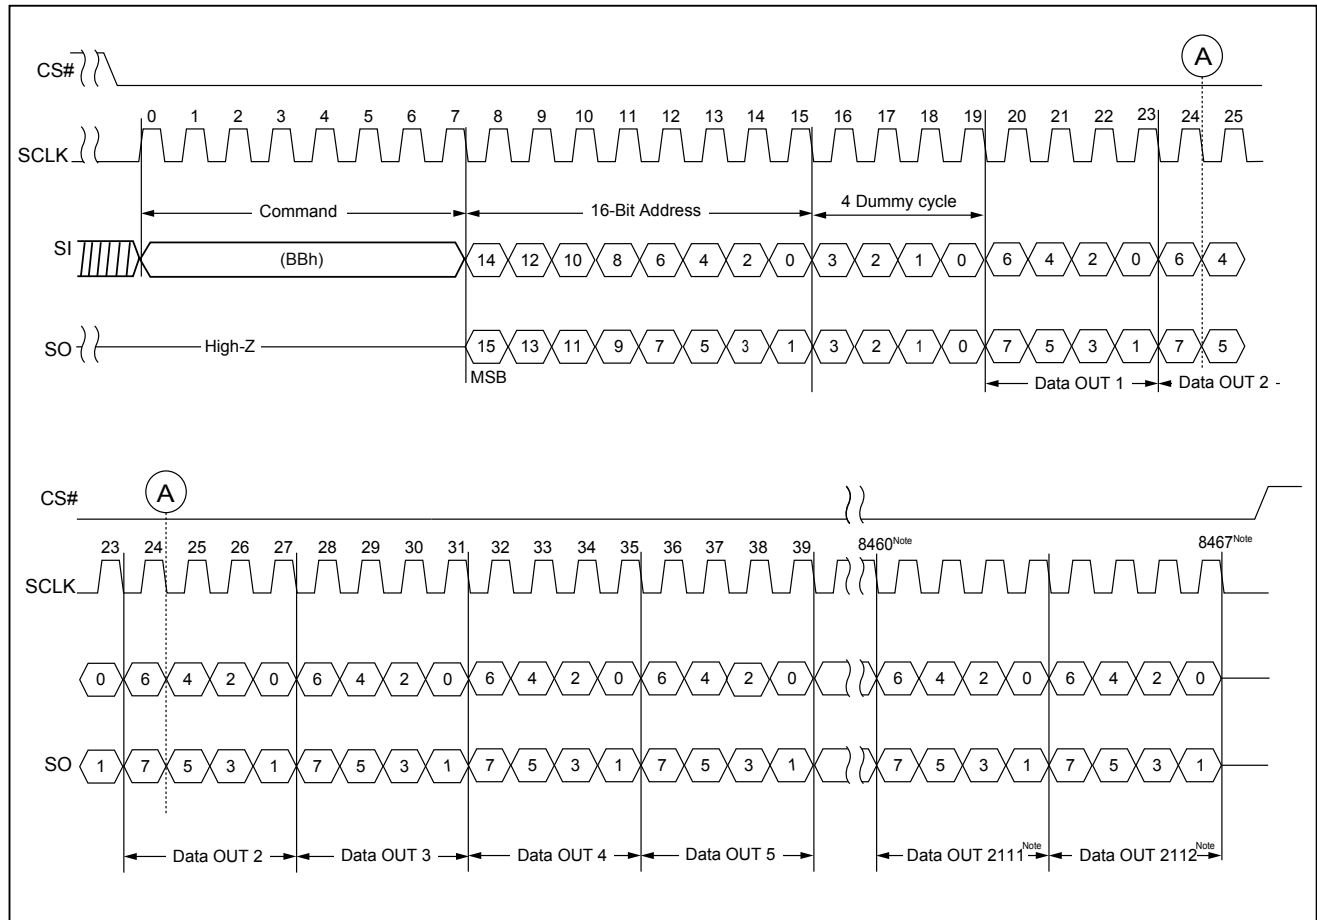 A
CS#
0 1 2 3 4 5 6 7 8 9 10 11 12 13 14 15 16 17 18 19 20 21 22 23 24 25
SCLK
Command 16-Bit Address 4 Dummy cycle
SI (BBh) 14 12 10 8 6 4 2 0 3 2 1 0 6 4 2 0 6 4
SO High-Z 15 13 11 9 7 5 3 1 3 2 1 0 7 5 3 1 7 5
MSB
Data OUT 1 Data OUT 2
A
CS#
23 24 25 26 27 28 29 30 31 32 33 34 35 36 37 38 39 8460Note 8467Note
SCLK
0 6 4 2 0 6 4 2 0 6 4 2 0 6 4 2 0 6 4 2 0 6 4 2 0
SO 1 7 5 3 1 7 5 3 1 7 5 3 1 7 5 3 1 7 5 3 1 7 5 3 1
Data OUT 2 Data OUT 3 Data OUT 4 Data OUT 5 Data OUT 2111Note Data OUT 2112Note